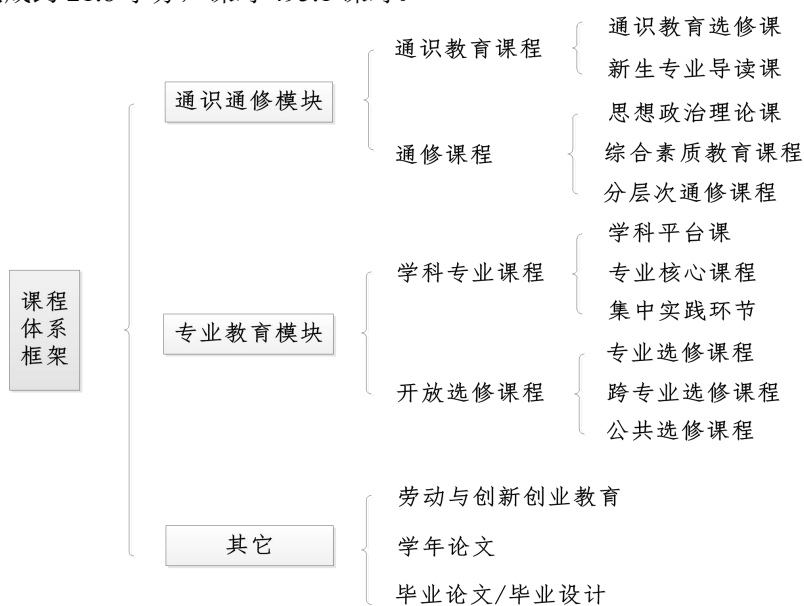 通识教育选修课
通识教育课程
新生专业导读课
通识通修模块
思想政治理论课
通修课程
综合素质教育课程
分层次通修课程
学科平台课
学科专业课程
专业核心课程
集中实践环节
课程
体系
框架
专业教育模块
专业选修课程
开放选修课程
跨专业选修课程
公共选修课程
劳动与创新创业教育
其它
学年论文
毕业论文/毕业设计